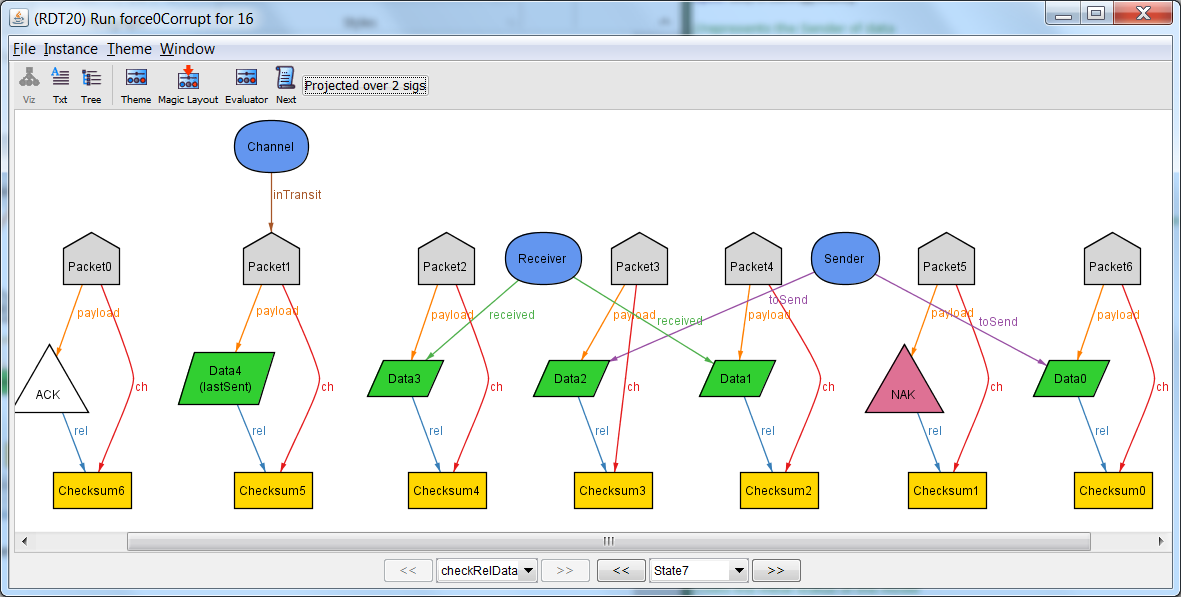 (RDT20) Run force0Corrupt for 16
File Instance Theme Window
Viz Txt Tree Theme Magic Layout Evaluator Next Projected over 2 sigs
Channel
inTransit
Packet0 Packet1 Packet2 Receiver Packet3 Packet4 Sender Packet5 Packet6
toSend
payload payload payload received payload received payload payload toSend payload
Data4
(lastSent)
Data3 Data2 Data1 Data0
ch ch ch ch ch ch ch
ACK NAK
rel rel rel rel rel rel rel
Checksum6 Checksum5 Checksum4 Checksum3 Checksum2 Checksum1 Checksum0
<< checkRelData >> << State7 >>